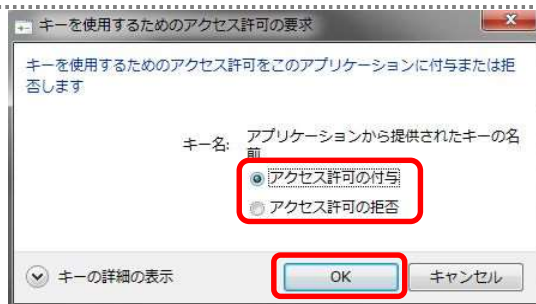 キーを使用するためのアクセス許可の要求
キーを使用するためのアクセス許可をこのアプリケーションに付与または拒
否します
キー名: アプリケーションから提供されたキーの名
前
アクセス許可の付与
アクセス許可の拒否
キーの詳細の表示 OK キャンセル